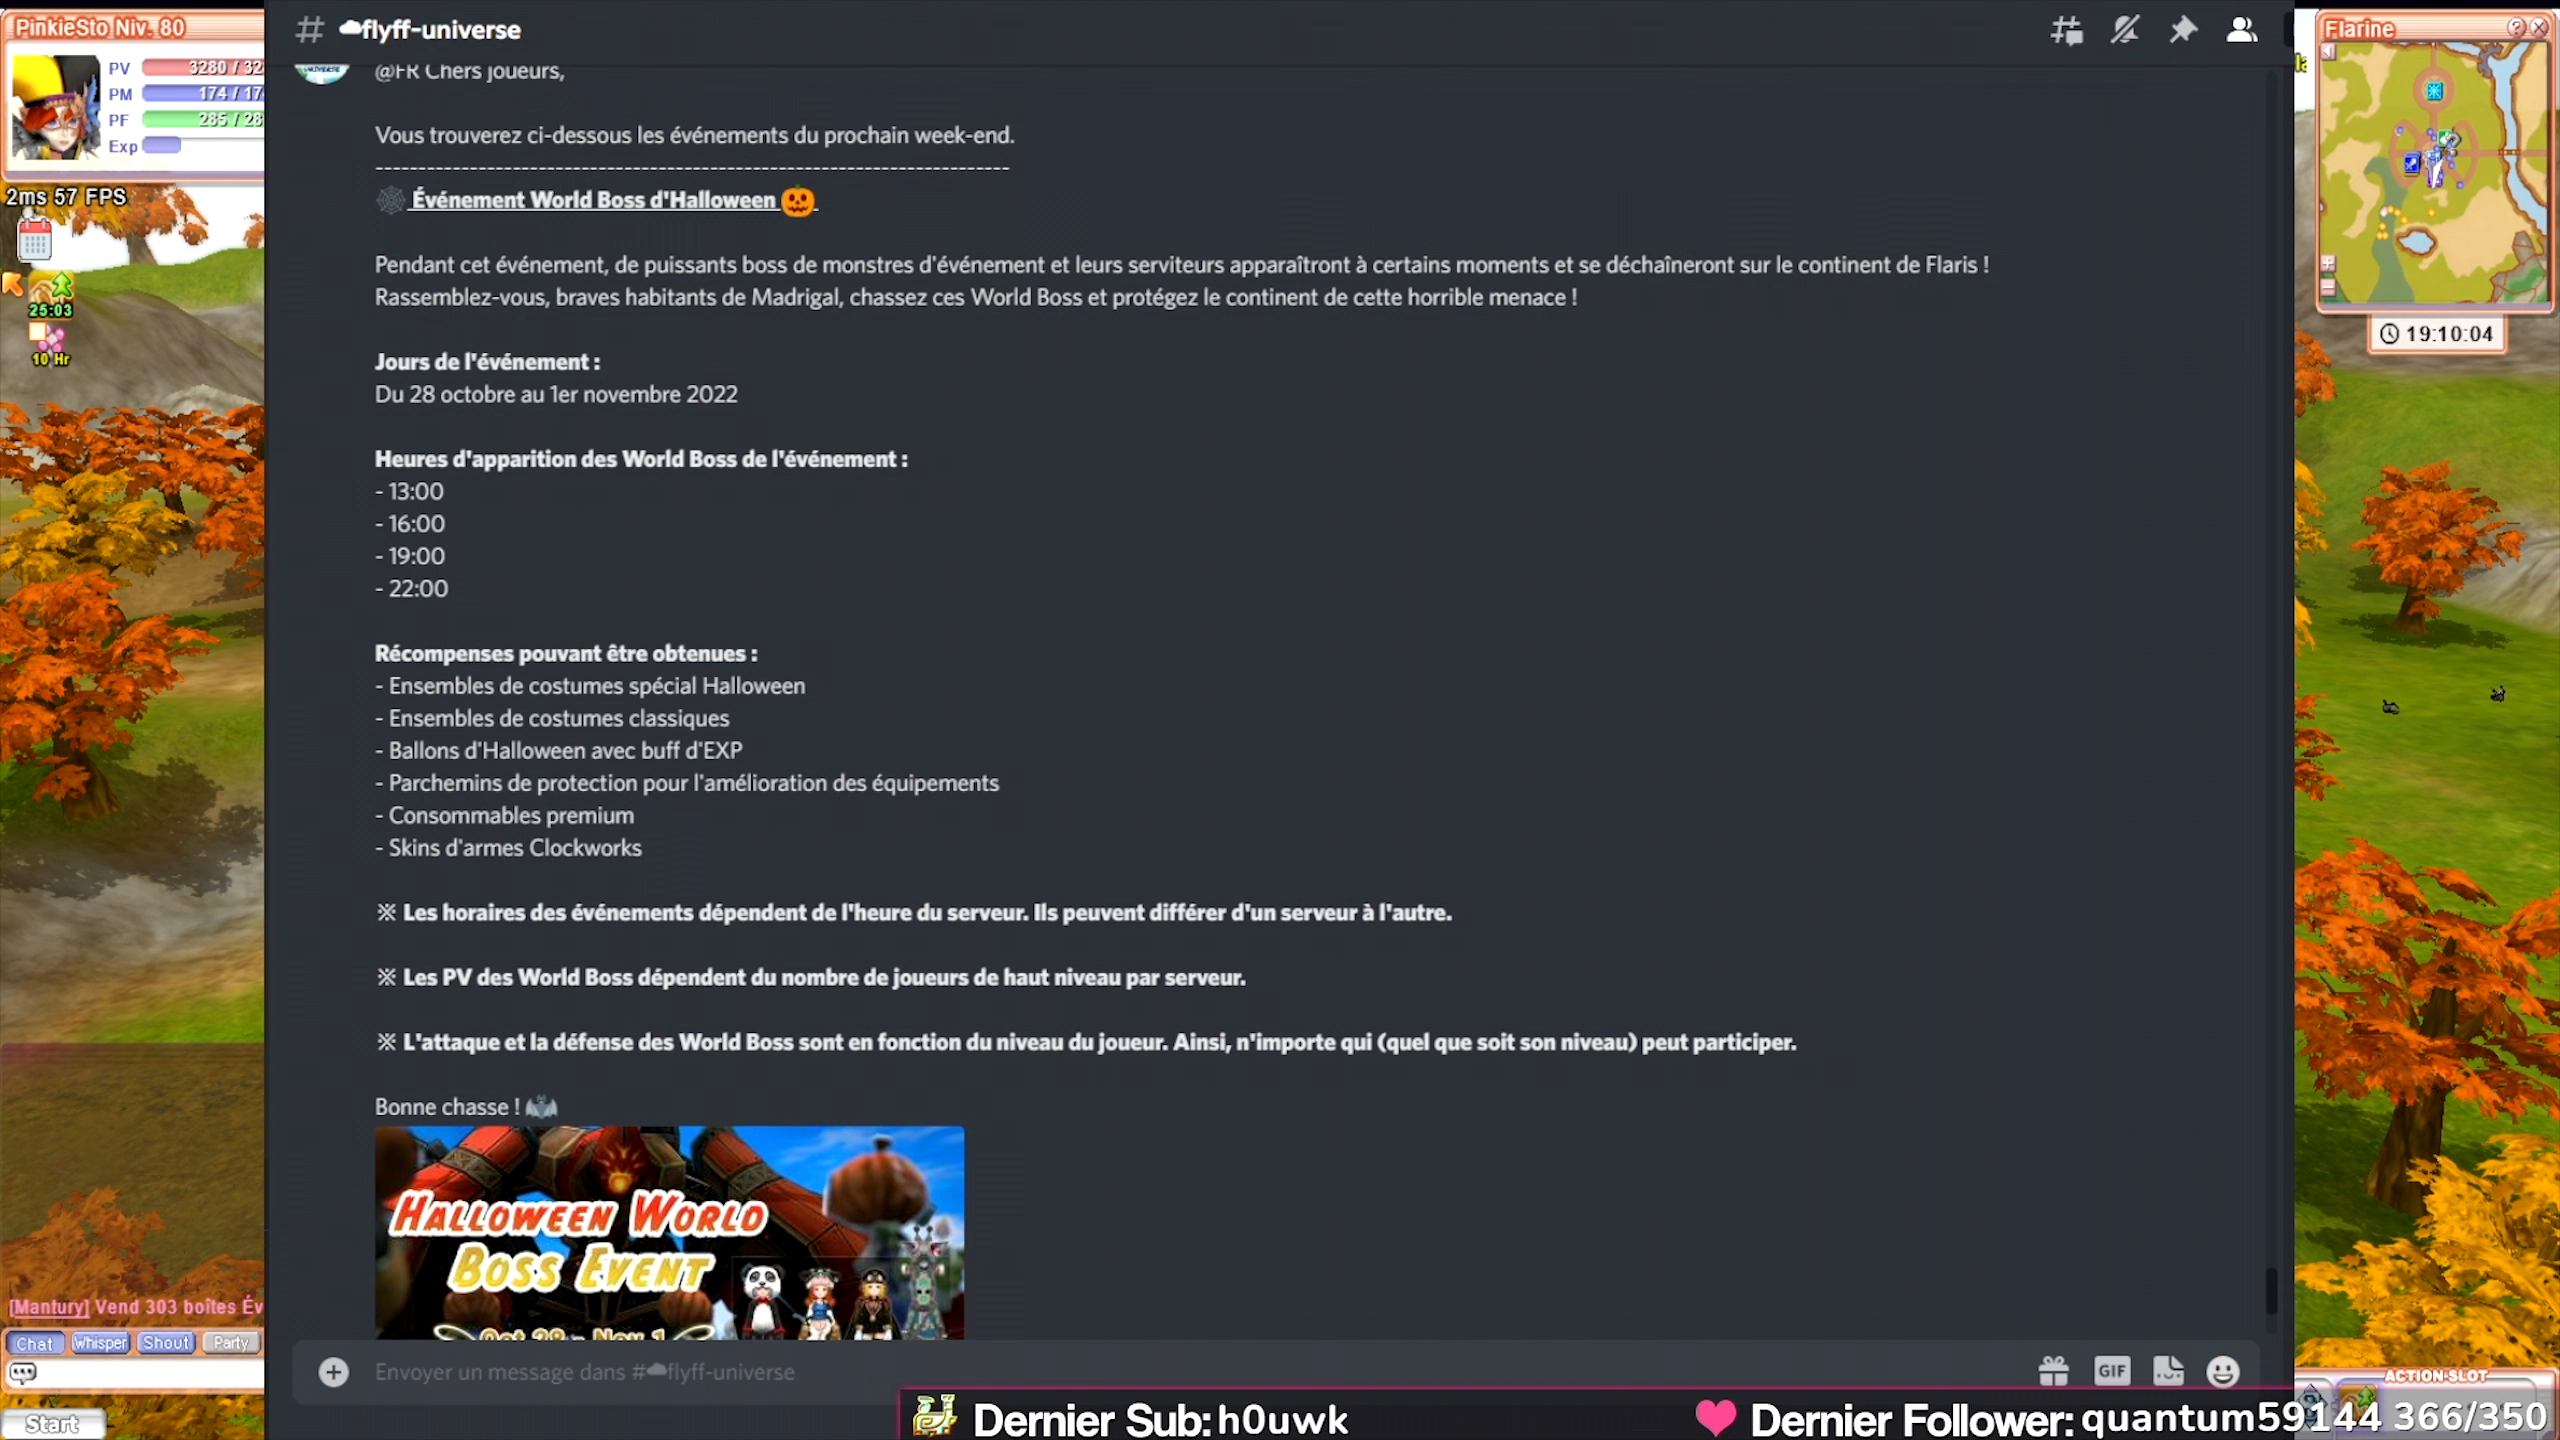 PinkieSto Niv. 80
PV 3280 / 32
PM 174 / 17
PF 285 / 28
Exp
2ms 57 FPS
25:03
10 Hr
# flyff-universe
@FR Chers joueurs,
Vous trouverez ci-dessous les événements du prochain week-end.
--------------------------------------------------------------------------
Événement World Boss d'Halloween
Pendant cet événement, de puissants boss de monstres d'événement et leurs serviteurs apparaîtront à certains moments et se déchaîneront sur le continent de Flaris !
Rassemblez-vous, braves habitants de Madrigal, chassez ces World Boss et protégez le continent de cette horrible menace !
Jours de l'événement :
Du 28 octobre au 1er novembre 2022
Heures d'apparition des World Boss de l'événement :
- 13:00
- 16:00
- 19:00
- 22:00
Récompenses pouvant être obtenues :
- Ensembles de costumes spécial Halloween
- Ensembles de costumes classiques
- Ballons d'Halloween avec buff d'EXP
- Parchemins de protection pour l'amélioration des équipements
- Consommables premium
- Skins d'armes Clockworks
※ Les horaires des événements dépendent de l'heure du serveur. Ils peuvent différer d'un serveur à l'autre.
※ Les PV des World Boss dépendent du nombre de joueurs de haut niveau par serveur.
※ L'attaque et la défense des World Boss sont en fonction du niveau du joueur. Ainsi, n'importe qui (quel que soit son niveau) peut participer.
Bonne chasse !
HALLOWEEN WORLD
BOSS EVENT
Envoyer un message dans #flyff-universe
GIF
Flarine
19:10:04
[Mantury] Vend 303 boîtes Év
Chat Whisper Shout Party
Start
ACTION SLOT
Dernier Sub: h0uwk
Dernier Follower: quantum59144 366/350